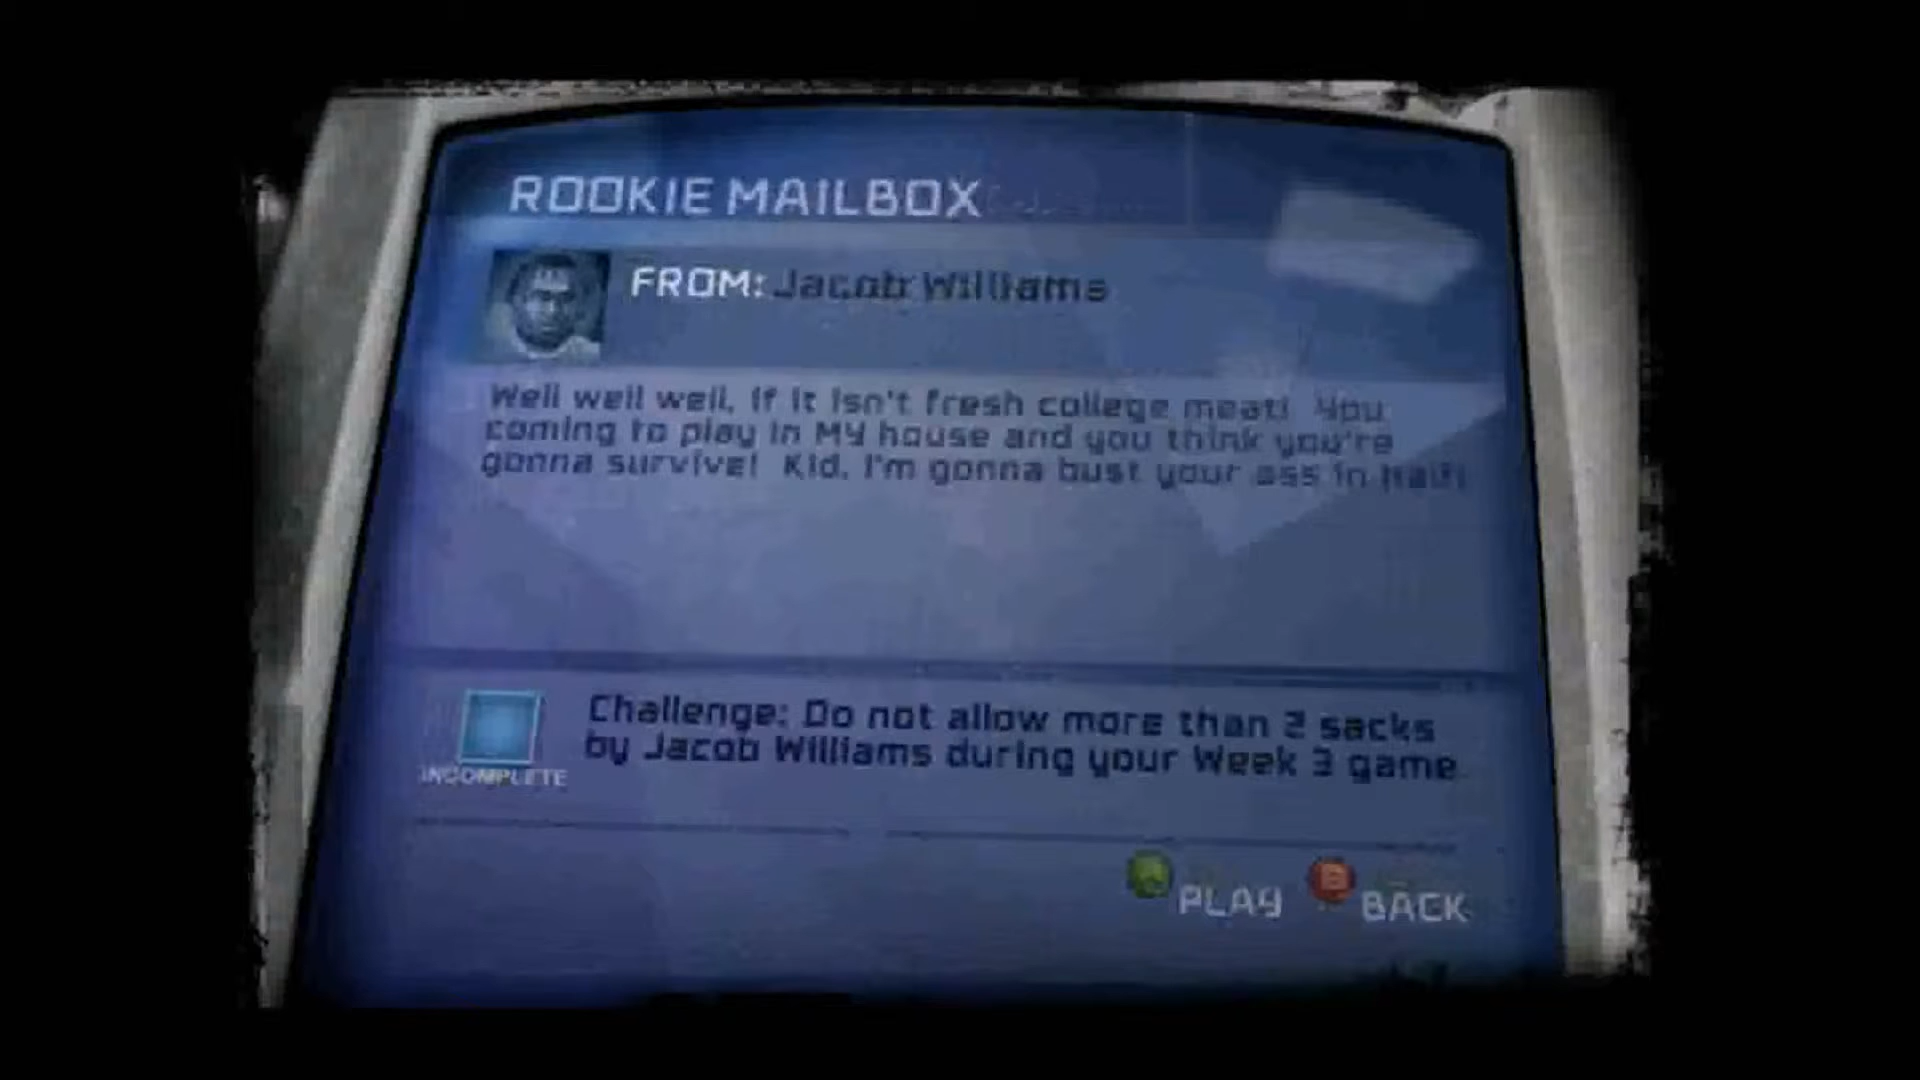 ROOKIE MAILBOX
FROM: Jacob Williams
Well well well, if it isn't fresh college meat! You
coming to play in MY house and you think you're
gonna survive! Kid, I'm gonna bust your ass in half!
Challenge: Do not allow more than 2 sacks
by Jacob Williams during your Week 3 game.
INCOMPLETE
A PLAY B BACK